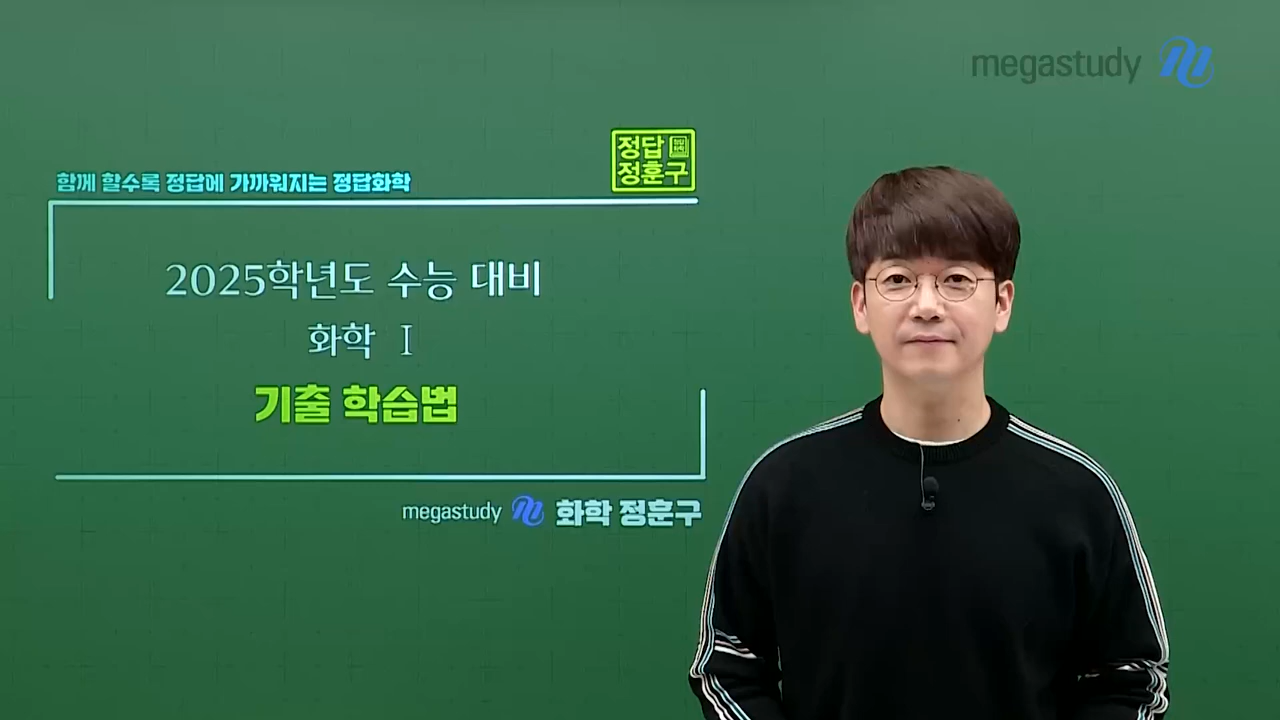 megastudy
정답
정훈구
함께 할수록 정답에 가까워지는 정답화학
2025학년도 수능 대비
화학 I
기출 학습법
megastudy 화학 정훈구